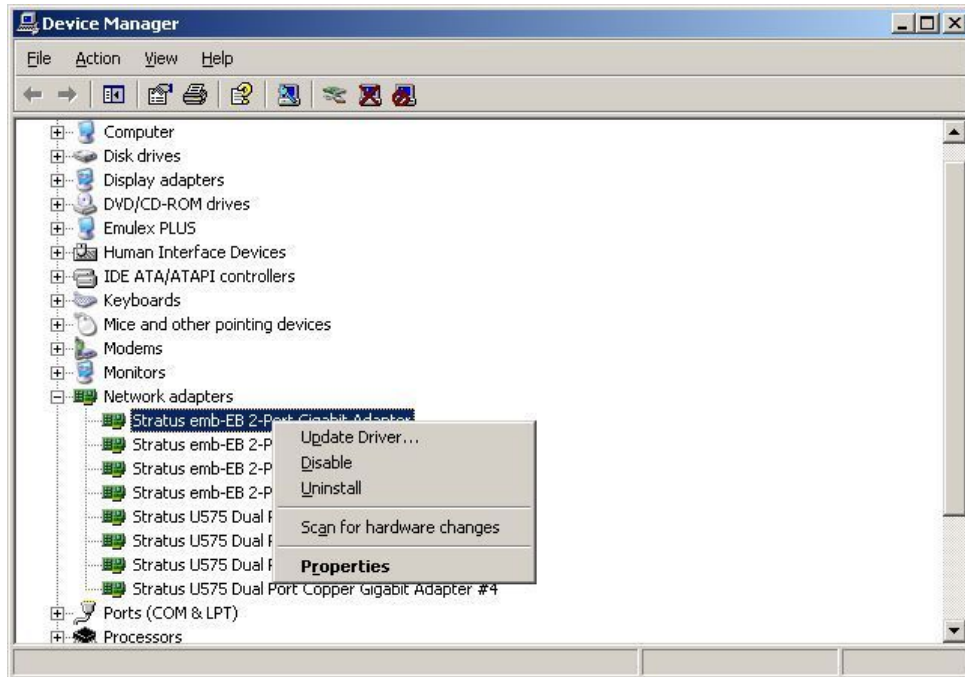 Device Manager
File Action View Help
Computer
Disk drives
Display adapters
DVD/CD-ROM drives
Emulex PLUS
Human Interface Devices
IDE ATA/ATAPI controllers
Keyboards
Mice and other pointing devices
Modems
Monitors
Network adapters
Stratus emb-EB 2-Port Gigabit Adapter
Stratus emb-EB 2-P
Stratus emb-EB 2-P
Stratus emb-EB 2-P
Stratus U575 Dual
Stratus U575 Dual
Stratus U575 Dual
Stratus U575 Dual Port Copper Gigabit Adapter #4
Ports (COM & LPT)
Processors
Update Driver...
Disable
Uninstall
Scan for hardware changes
Properties